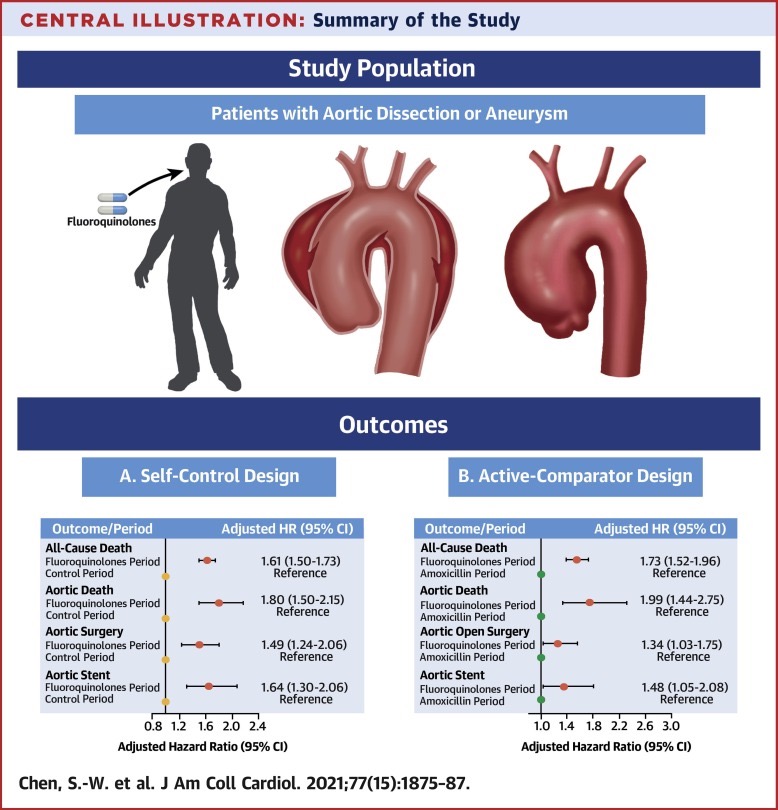 CENTRAL ILLUSTRATION: Summary of the Study
Study Population
Patients with Aortic Dissection or Aneurysm
Fluoroquinolones
Outcomes
A. Self-Control Design
Outcome/Period Adjusted HR (95% CI)
All-Cause Death
Fluoroquinolones Period 1.61 (1.50-1.73)
Control Period Reference
Aortic Death
Fluoroquinolones Period 1.80 (1.50-2.15)
Control Period Reference
Aortic Surgery
Fluoroquinolones Period 1.49 (1.24-2.06)
Control Period Reference
Aortic Stent
Fluoroquinolones Period 1.64 (1.30-2.06)
Control Period Reference
0.8 1.2 1.6 2.0 2.4
Adjusted Hazard Ratio (95% CI)
B. Active-Comparator Design
Outcome/Period Adjusted HR (95% CI)
All-Cause Death
Fluoroquinolones Period 1.73 (1.52-1.96)
Amoxicillin Period Reference
Aortic Death
Fluoroquinolones Period 1.99 (1.44-2.75)
Amoxicillin Period Reference
Aortic Open Surgery
Fluoroquinolones Period 1.34 (1.03-1.75)
Amoxicillin Period Reference
Aortic Stent
Fluoroquinolones Period 1.48 (1.05-2.08)
Amoxicillin Period Reference
1.0 1.4 1.8 2.2 2.6 3.0
Adjusted Hazard Ratio (95% CI)
Chen, S.-W. et al. J Am Coll Cardiol. 2021;77(15):1875–87.